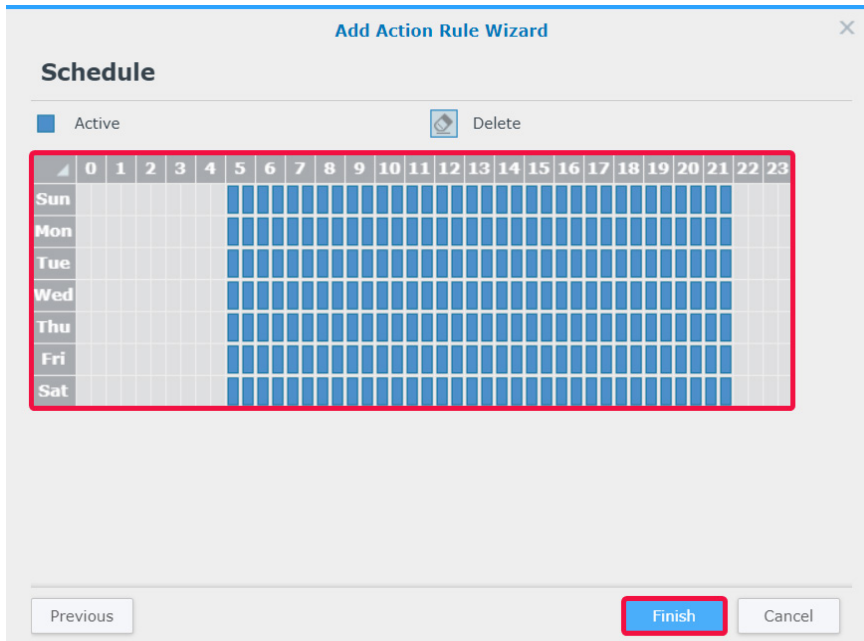 Add Action Rule Wizard
Schedule
Active Delete
0 1 2 3 4 5 6 7 8 9 10 11 12 13 14 15 16 17 18 19 20 21 22 23
Sun
Mon
Tue
Wed
Thu
Fri
Sat
Previous Finish Cancel